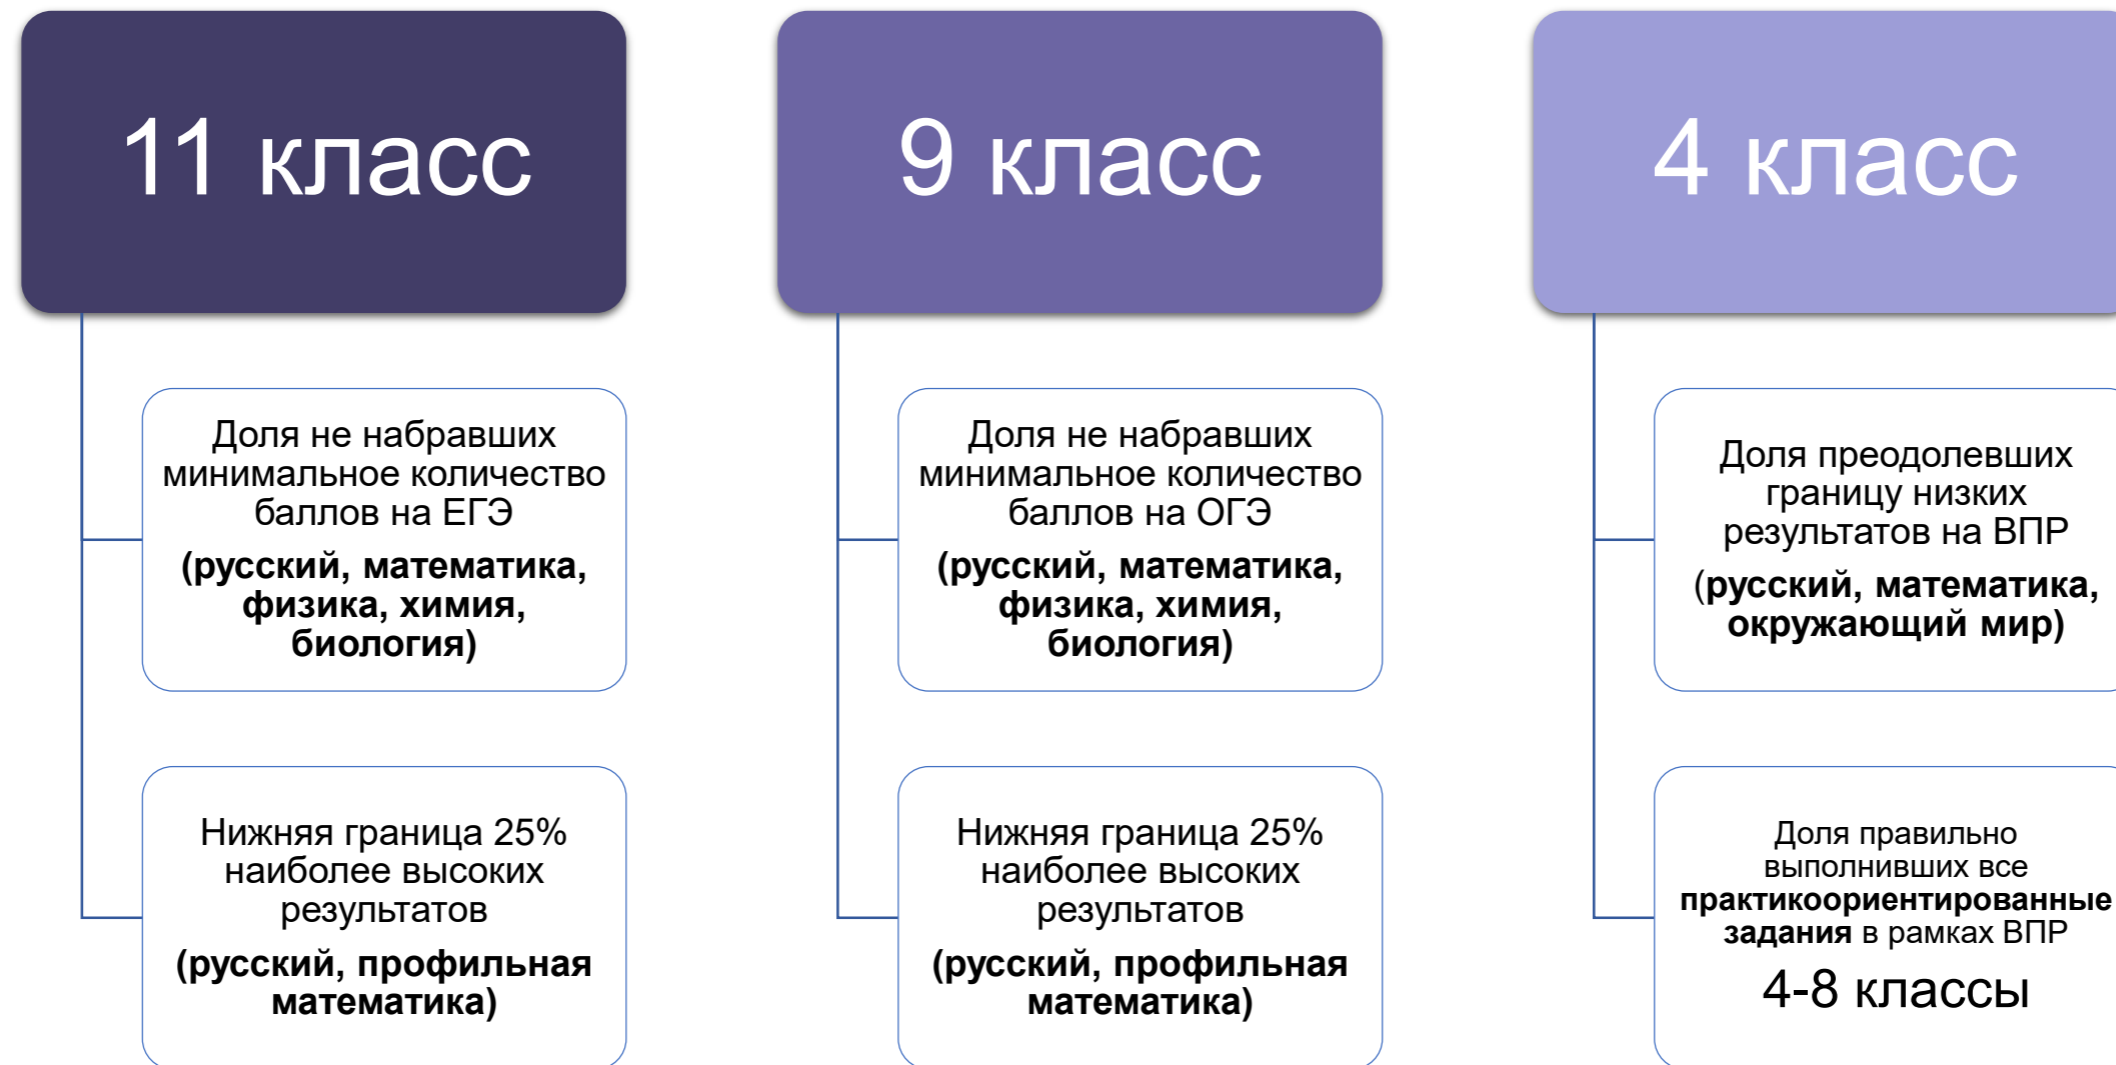 11 класс
Доля не набравших
минимальное количество
баллов на ЕГЭ
(русский, математика,
физика, химия,
биология)
Нижняя граница 25%
наиболее высоких
результатов
(русский, профильная
математика)
9 класс
Доля не набравших
минимальное количество
баллов на ОГЭ
(русский, математика,
физика, химия,
биология)
Нижняя граница 25%
наиболее высоких
результатов
(русский, профильная
математика)
4 класс
Доля преодолевших
границу низких
результатов на ВПР
(русский, математика,
окружающий мир)
Доля правильно
выполнивших все
практикоориентированные
задания в рамках ВПР
4-8 классы